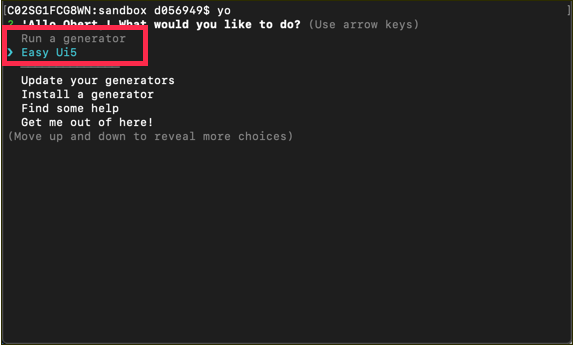 [C02SG1FCG8WN:sandbox d056949$ yo ]
? 'Allo Obert ! What would you like to do? (Use arrow keys)
Run a generator
❯ Easy Ui5
──────────────
Update your generators
Install a generator
Find some help
Get me out of here!
(Move up and down to reveal more choices)